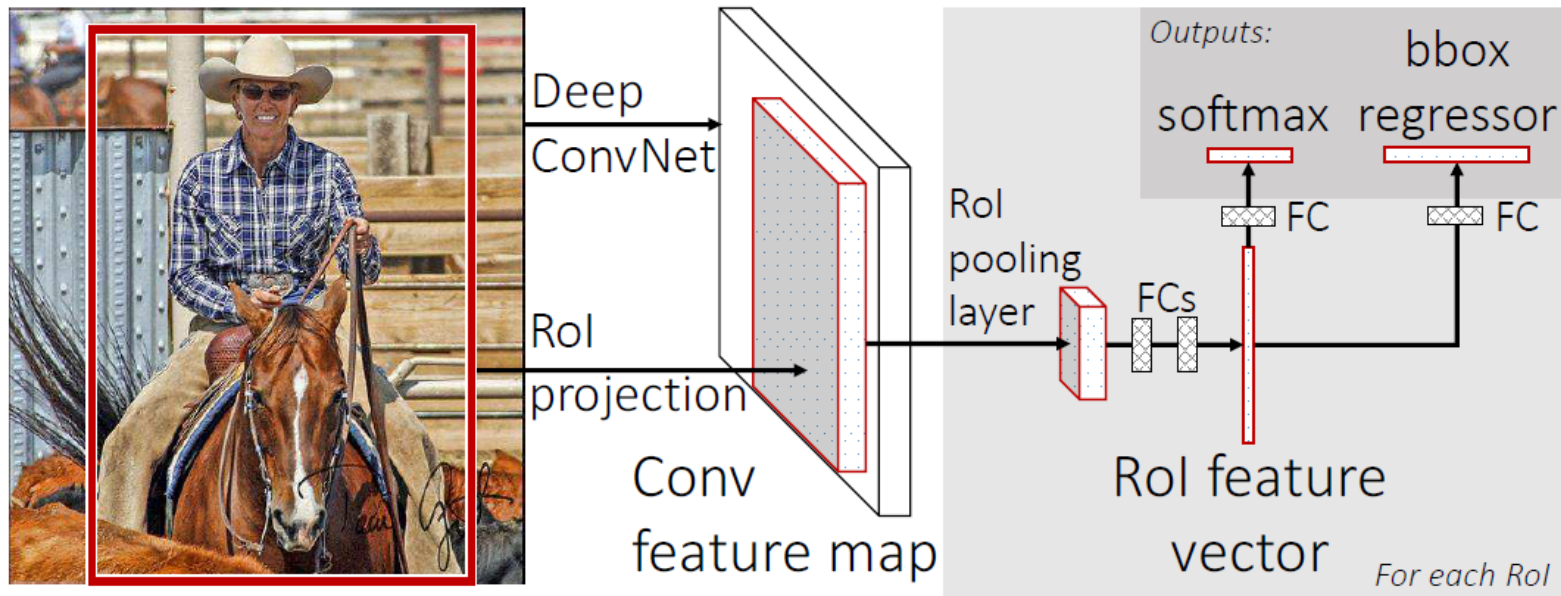 Deep
ConvNet
RoI
projection
Conv
feature map
RoI
pooling
layer
FCs
Outputs:
softmax
bbox
regressor
FC
FC
RoI feature
vector
For each RoI